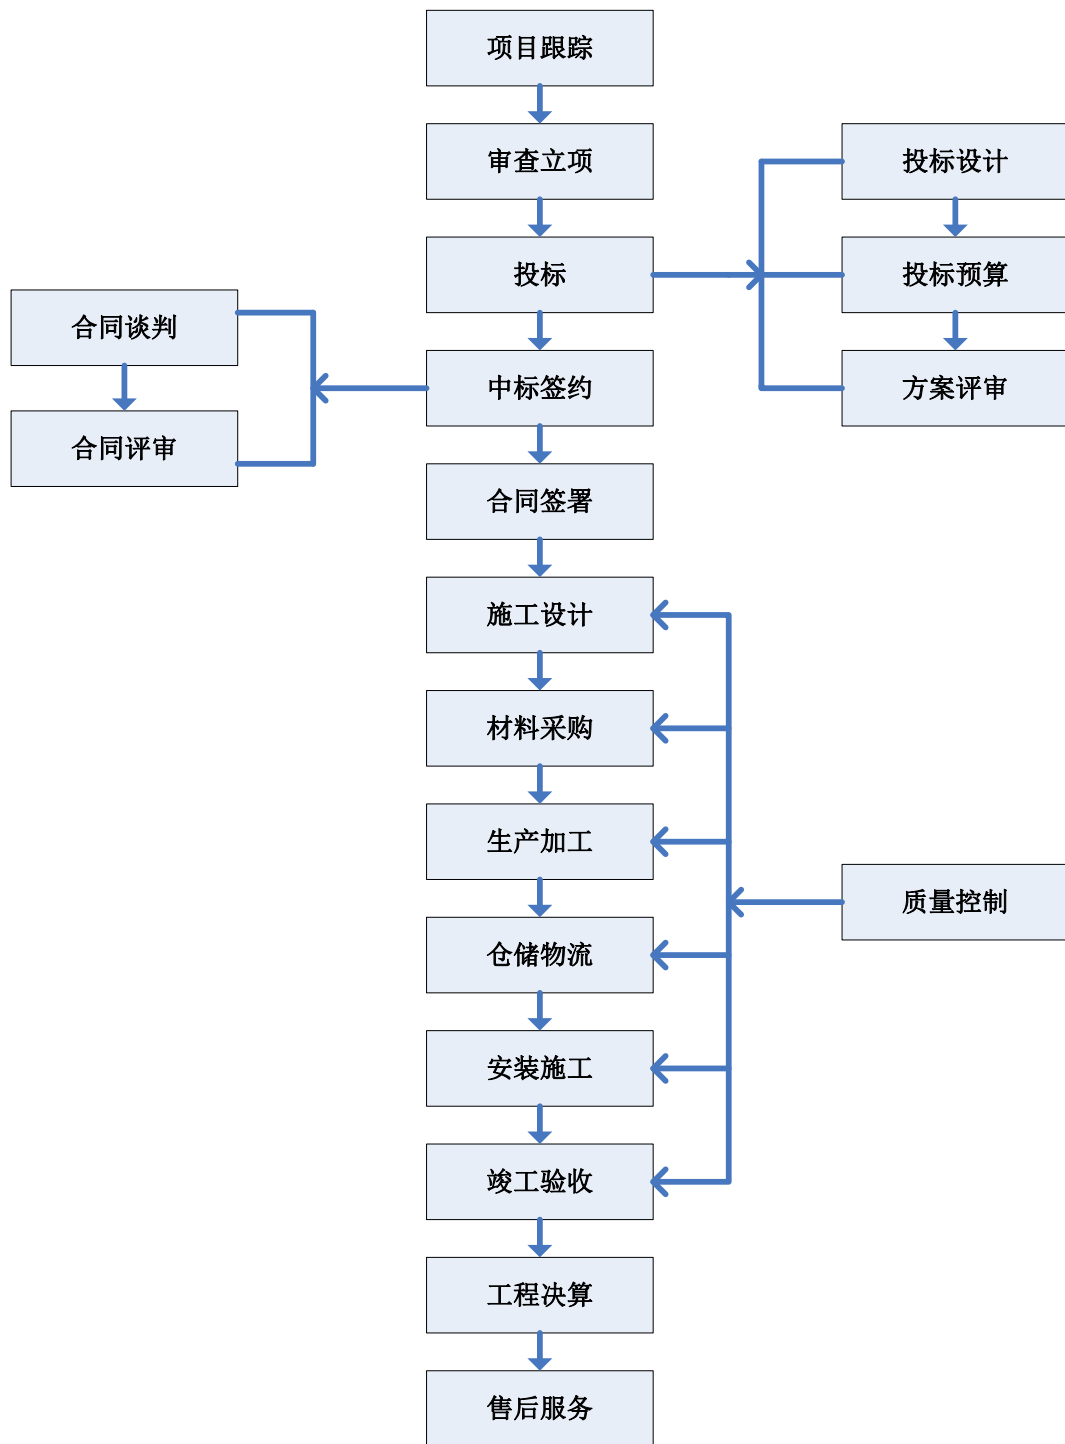 项目跟踪
审查立项
投标设计
投标
投标预算
合同谈判
中标签约
方案评审
合同评审
合同签署
施工设计
材料采购
生产加工
质量控制
仓储物流
安装施工
竣工验收
工程决算
售后服务